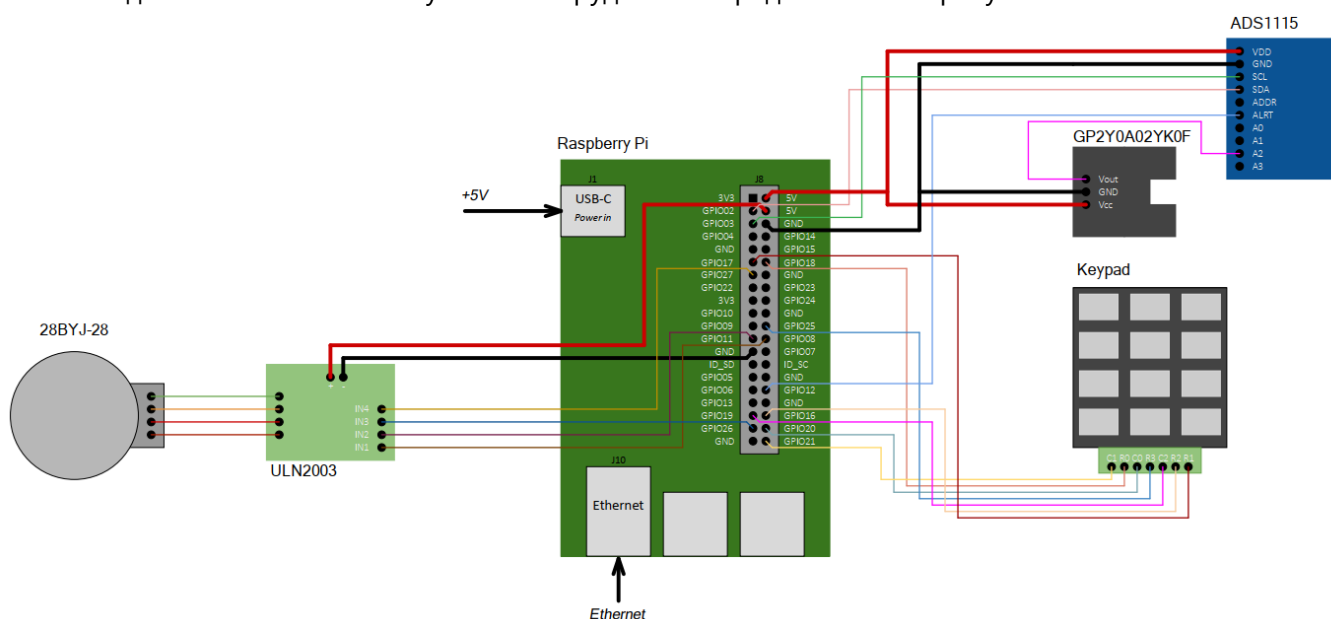 ADS1115
VDD
GND
SCL
SDA
ADDR
ALRT
A0
A1
A2
A3
GP2Y0A02YK0F
Vout
GND
Vcc
Raspberry Pi
J1
USB-C
Power in
+5V
J8
3V3 5V
GPIO02 5V
GPIO03 GND
GPIO04 GPIO14
GND GPIO15
GPIO17 GPIO18
GPIO27 GND
GPIO22 GPIO23
3V3 GPIO24
GPIO10 GND
GPIO09 GPIO25
GPIO11 GPIO08
GND GPIO07
ID_SD ID_SC
GPIO05 GND
GPIO06 GPIO12
GPIO13 GND
GPIO19 GPIO16
GPIO26 GPIO20
GND GPIO21
Keypad
C1 R0 C0 R3 C2 R2 R1
28BYJ-28
+ -
IN4
IN3
IN2
IN1
ULN2003
J10
Ethernet
Ethernet